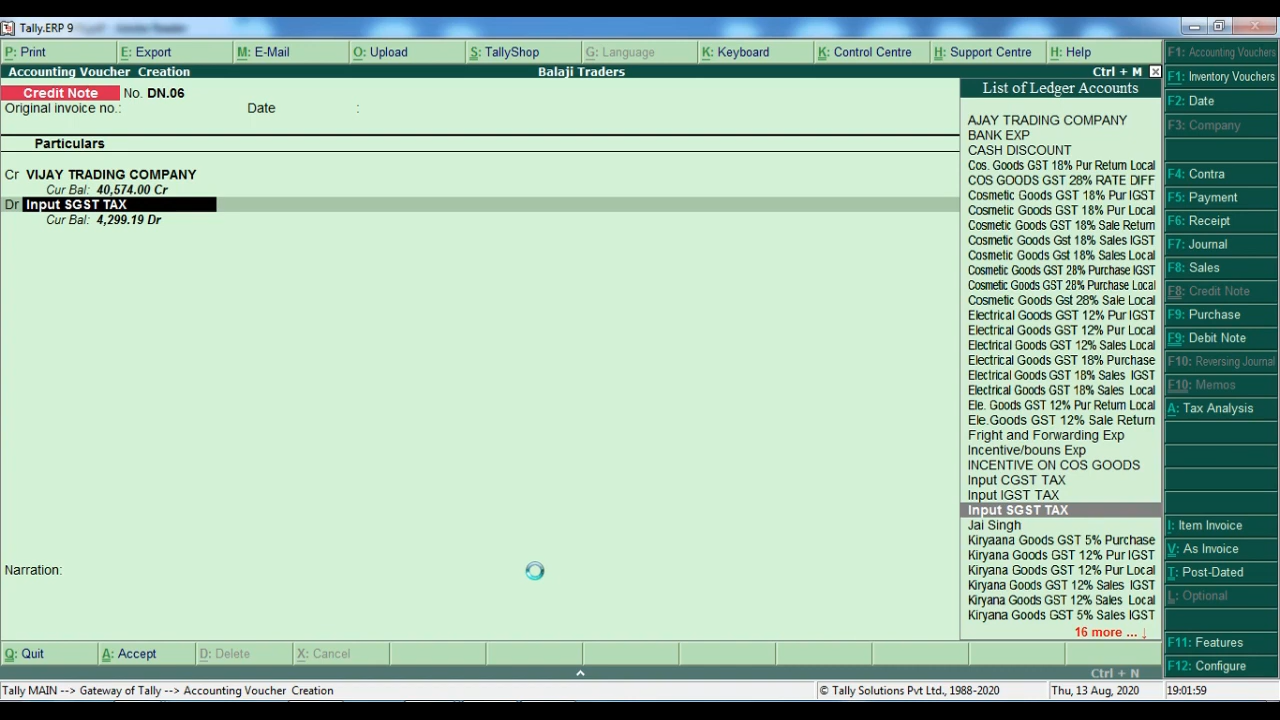 Tally.ERP 9
P: Print E: Export M: E-Mail O: Upload S: TallyShop G: Language K: Keyboard K: Control Centre H: Support Centre H: Help
Accounting Voucher Creation Balaji Traders Ctrl + M
Credit Note No. DN.06
Original invoice no.: Date :
Particulars
Cr VIJAY TRADING COMPANY
Cur Bal: 40,574.00 Cr
Dr Input SGST TAX
Cur Bal: 4,299.19 Dr
Narration:
List of Ledger Accounts
AJAY TRADING COMPANY
BANK EXP
CASH DISCOUNT
Cos. Goods GST 18% Pur Return Local
COS GOODS GST 28% RATE DIFF
Cosmetic Goods GST 18% Pur IGST
Cosmetic Goods GST 18% Pur Local
Cosmetic Goods GST 18% Sale Return
Cosmetic Goods Gst 18% Sales IGST
Cosmetic Goods Gst 18% Sales Local
Cosmetic Goods GST 28% Purchase IGST
Cosmetic Goods GST 28% Purchase Local
Cosmetic Goods Gst 28% Sale Local
Electrical Goods GST 12% Pur IGST
Electrical Goods GST 12% Pur Local
Electrical Goods GST 12% Sales Local
Electrical Goods GST 18% Purchase
Electrical Goods GST 18% Sales IGST
Electrical Goods GST 18% Sales Local
Ele. Goods GST 12% Pur Return Local
Ele.Goods GST 12% Sale Return
Fright and Forwarding Exp
Incentive/bouns Exp
INCENTIVE ON COS GOODS
Input CGST TAX
Input IGST TAX
Input SGST TAX
Jai Singh
Kiryaana Goods GST 5% Purchase
Kiryana Goods GST 12% Pur IGST
Kiryana Goods GST 12% Pur Local
Kiryana Goods GST 12% Sales IGST
Kiryana Goods GST 12% Sales Local
Kiryana Goods GST 5% Sales IGST
16 more ... ↓
F1: Accounting Vouchers
F1: Inventory Vouchers
F2: Date
F3: Company
F4: Contra
F5: Payment
F6: Receipt
F7: Journal
F8: Sales
F8: Credit Note
F9: Purchase
F9: Debit Note
F10: Reversing Journal
F10: Memos
A: Tax Analysis
I: Item Invoice
V: As Invoice
T: Post-Dated
L: Optional
F11: Features
F12: Configure
Q: Quit A: Accept D: Delete X: Cancel
Ctrl + N
Tally MAIN --> Gateway of Tally --> Accounting Voucher Creation © Tally Solutions Pvt Ltd., 1988-2020 Thu, 13 Aug, 2020 19:01:59